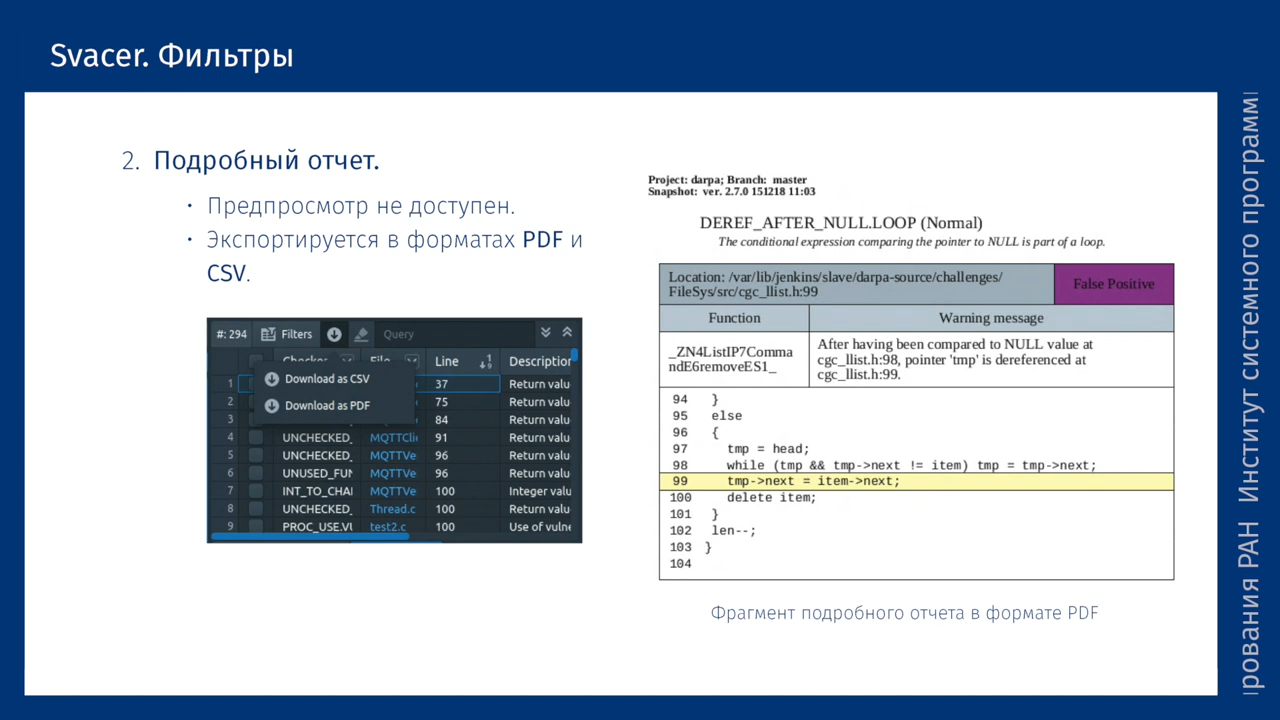 Svacer. Фильтры
2. Подробный отчет.
• Предпросмотр не доступен.
• Экспортируется в форматах PDF и
CSV.
#: 294 Filters Query
Line Description
Download as CSV
Download as PDF
1 37 Return valu
2 75 Return valu
3 84 Return valu
4 UNCHECKED_ MQTTCli 91 Return valu
5 UNCHECKED_ MQTTVe 96 Return valu
6 UNUSED_FUN MQTTVe 96 Return valu
7 INT_TO_CHAI MQTTVe 100 Integer valu
8 UNCHECKED_ Thread.c 100 Return valu
9 PROC_USE.VU test2.c 100 Use of vulne
Project: darpa; Branch: master
Snapshot: ver. 2.7.0 151218 11:03
DEREF_AFTER_NULL.LOOP (Normal)
The conditional expression comparing the pointer to NULL is part of a loop.
Location: /var/lib/jenkins/slave/darpa-source/challenges/
FileSys/src/cgc_llist.h:99
False Positive
Function Warning message
_ZN4ListIP7Comma
ndE6removeES1_
After having been compared to NULL value at
cgc_llist.h:98, pointer 'tmp' is dereferenced at
cgc_llist.h:99.
94 }
95 else
96 {
97 tmp = head;
98 while (tmp && tmp->next != item) tmp = tmp->next;
99 tmp->next = item->next;
100 delete item;
101 }
102 len--;
103 }
104
Фрагмент подробного отчета в формате PDF
рования РАН Институт системного программи